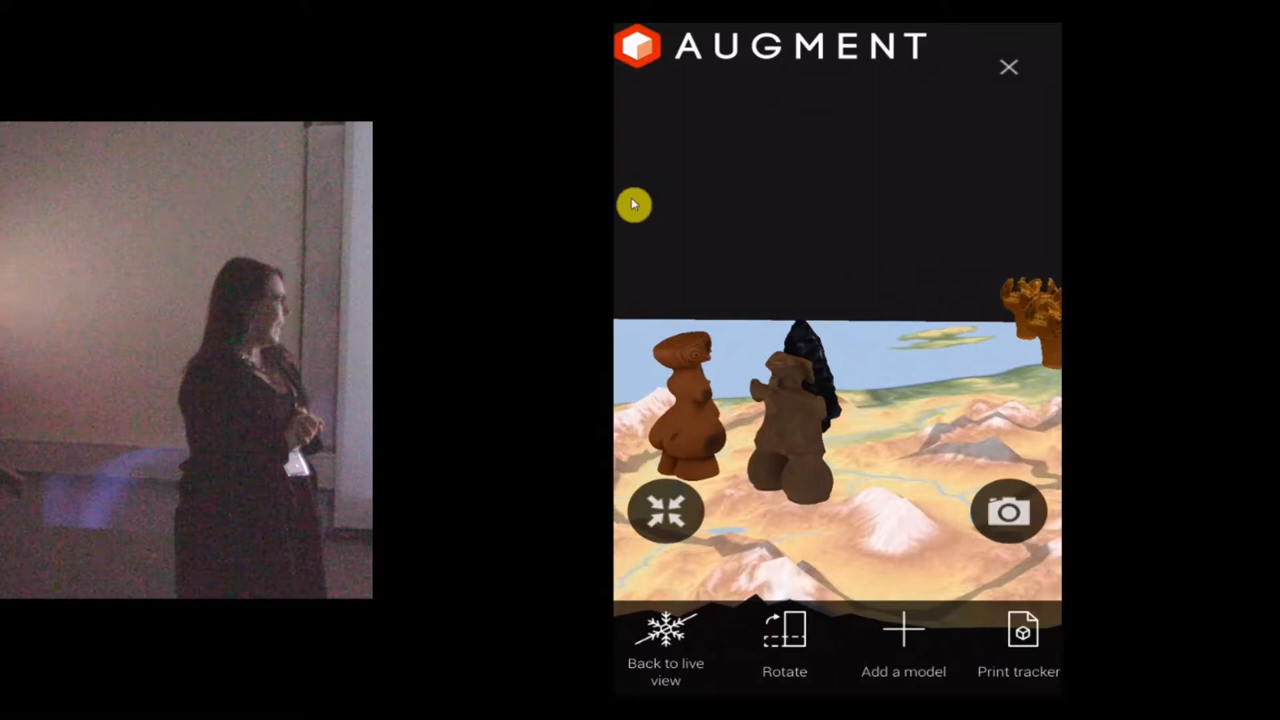 AUGMENT
Back to live
view
Rotate
Add a model
Print tracker